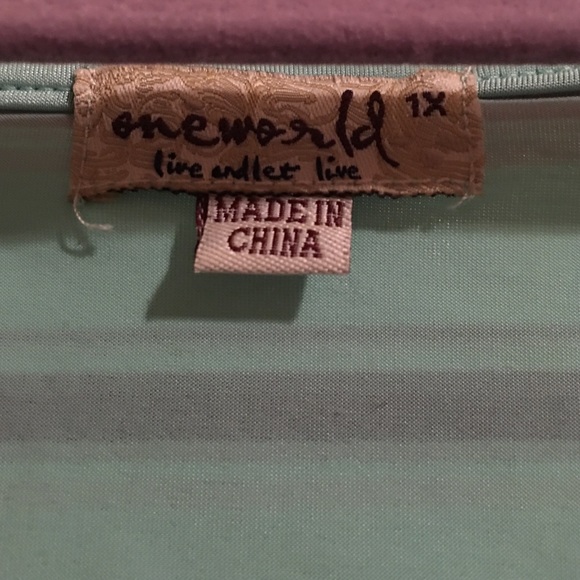 oneworld 1X
live and let live
MADE IN
CHINA